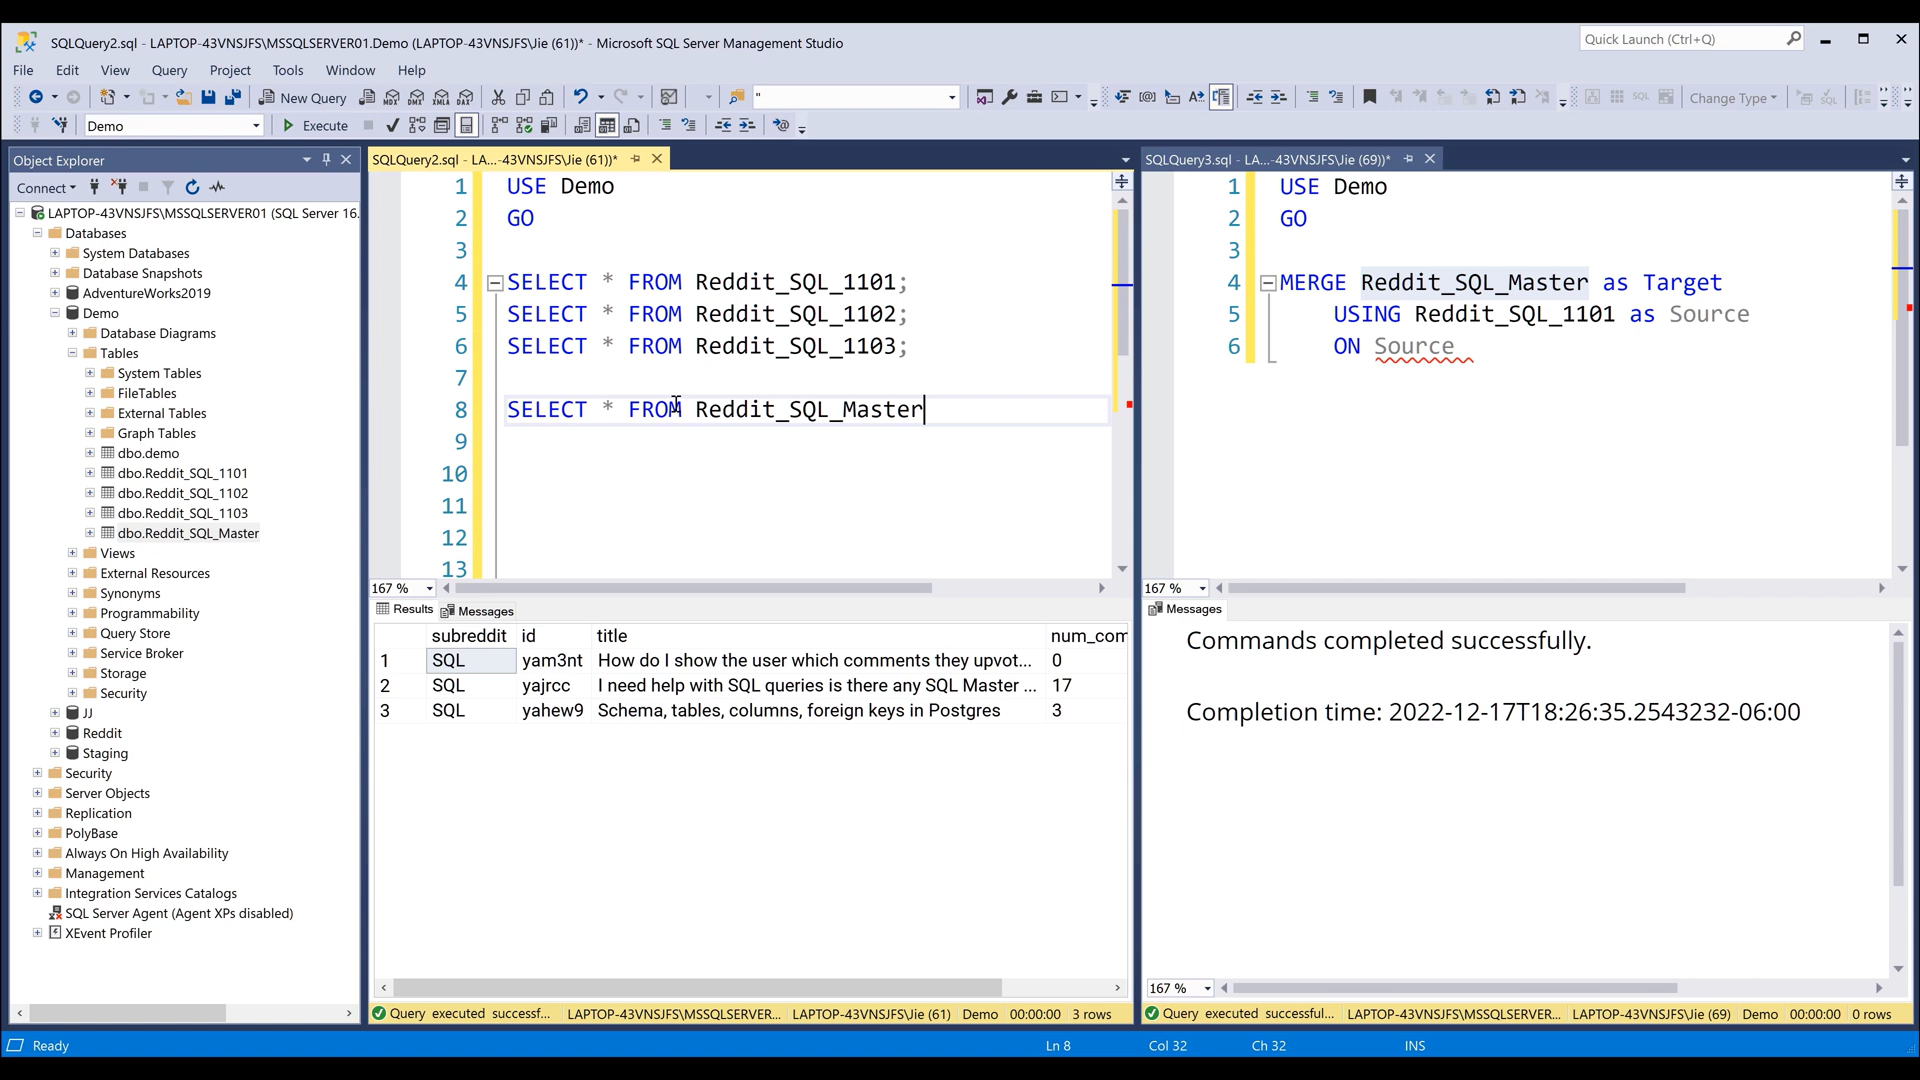 SQLQuery2.sql - LAPTOP-43VNSJFS\MSSQLSERVER01.Demo (LAPTOP-43VNSJFS\Jie (61))* - Microsoft SQL Server Management Studio
Quick Launch (Ctrl+Q)
File Edit View Query Project Tools Window Help
New Query
MDX DMX XMLA DAX
"
Change Type
Demo
Execute
Object Explorer
Connect
LAPTOP-43VNSJFS\MSSQLSERVER01 (SQL Server 16.
Databases
System Databases
Database Snapshots
AdventureWorks2019
Demo
Database Diagrams
Tables
System Tables
FileTables
External Tables
Graph Tables
dbo.demo
dbo.Reddit_SQL_1101
dbo.Reddit_SQL_1102
dbo.Reddit_SQL_1103
dbo.Reddit_SQL_Master
Views
External Resources
Synonyms
Programmability
Query Store
Service Broker
Storage
Security
JJ
Reddit
Staging
Security
Server Objects
Replication
PolyBase
Always On High Availability
Management
Integration Services Catalogs
SQL Server Agent (Agent XPs disabled)
XEvent Profiler
SQLQuery2.sql - LA...-43VNSJFS\Jie (61))*
1 USE Demo
2 GO
3
4 SELECT * FROM Reddit_SQL_1101;
5 SELECT * FROM Reddit_SQL_1102;
6 SELECT * FROM Reddit_SQL_1103;
7
8 SELECT * FROM Reddit_SQL_Master
9
10
11
12
13
167 %
Results Messages
subreddit id title num_com
1 SQL yam3nt How do I show the user which comments they upvot... 0
2 SQL yajrcc I need help with SQL queries is there any SQL Master ... 17
3 SQL yahew9 Schema, tables, columns, foreign keys in Postgres 3
Query executed successf... LAPTOP-43VNSJFS\MSSQLSERVER... LAPTOP-43VNSJFS\Jie (61) Demo 00:00:00 3 rows
SQLQuery3.sql - LA...-43VNSJFS\Jie (69))*
1 USE Demo
2 GO
3
4 MERGE Reddit_SQL_Master as Target
5 USING Reddit_SQL_1101 as Source
6 ON Source
167 %
Messages
Commands completed successfully.
Completion time: 2022-12-17T18:26:35.2543232-06:00
167 %
Query executed successful... LAPTOP-43VNSJFS\MSSQLSERVER... LAPTOP-43VNSJFS\Jie (69) Demo 00:00:00 0 rows
Ready Ln 8 Col 32 Ch 32 INS